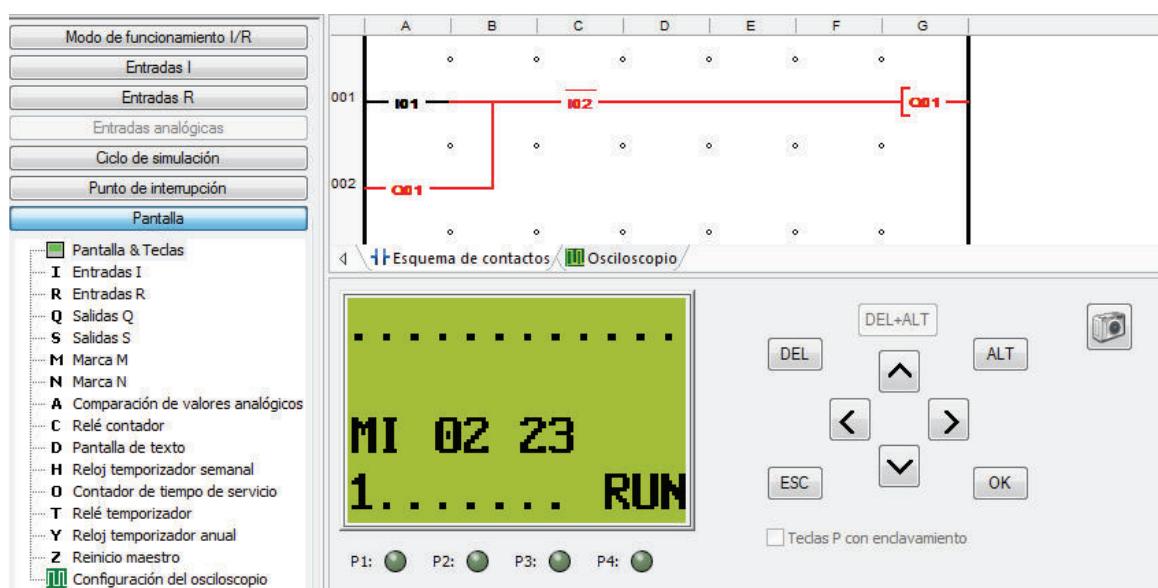 Modo de funcionamiento I/R
Entradas I
Entradas R
Entradas analógicas
Ciclo de simulación
Punto de interrupción
Pantalla
Pantalla & Teclas
I Entradas I
R Entradas R
Q Salidas Q
S Salidas S
M Marca M
N Marca N
A Comparación de valores analógicos
C Relé contador
D Pantalla de texto
H Reloj temporizador semanal
O Contador de tiempo de servicio
T Relé temporizador
Y Reloj temporizador anual
Z Reinicio maestro
Configuración del osciloscopio
A B C D E F G
001 I01 I02 Q01
002 Q01
Esquema de contactos Osciloscopio
. . . . . . . . . . . .
MI 02 23
1....... RUN
P1: P2: P3: P4:
DEL+ALT
DEL ALT
ESC OK
Teclas P con enclavamiento